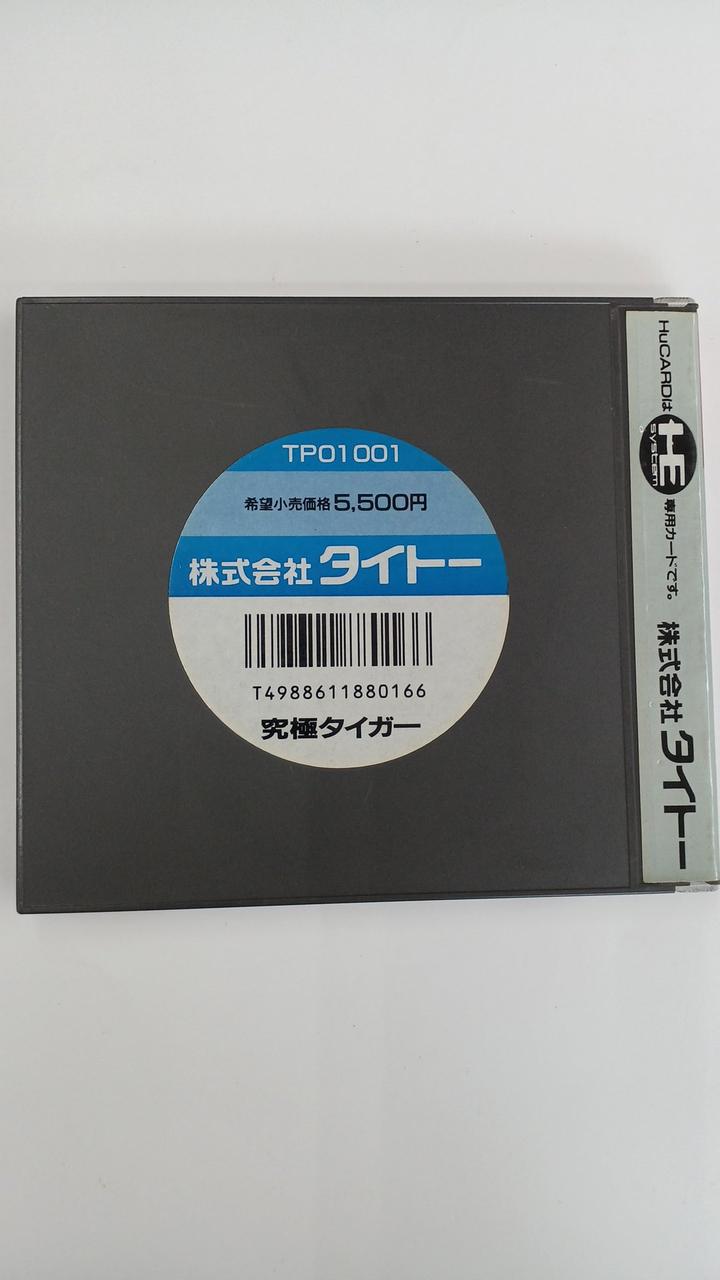 TP01001
希望小売価格5,500円
株式会社タイトー
T4988611880166
究極タイガー
HuCARDは
HE
system
専用カードです。
株式会社タイトー